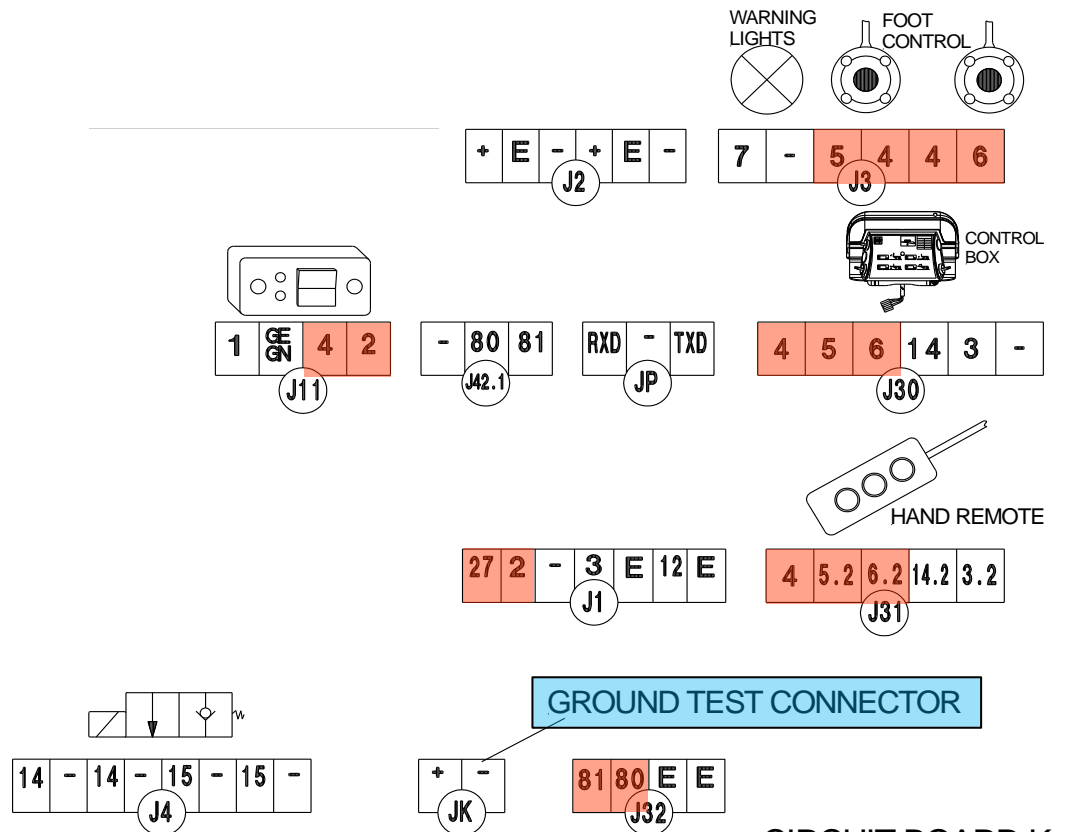 WARNING
LIGHTS
FOOT
CONTROL
+ E - + E -
J2
7 - 5 4 4 6
J3
CONTROL
BOX
1 GE GN 4 2
J11
- 80 81
J42.1
RXD - TXD
JP
4 5 6 14 3 -
J30
HAND REMOTE
27 2 - 3 E 12 E
J1
4 5.2 6.2 14.2 3.2
J31
GROUND TEST CONNECTOR
14 - 14 - 15 - 15 -
J4
+ -
JK
81 80 E E
J32